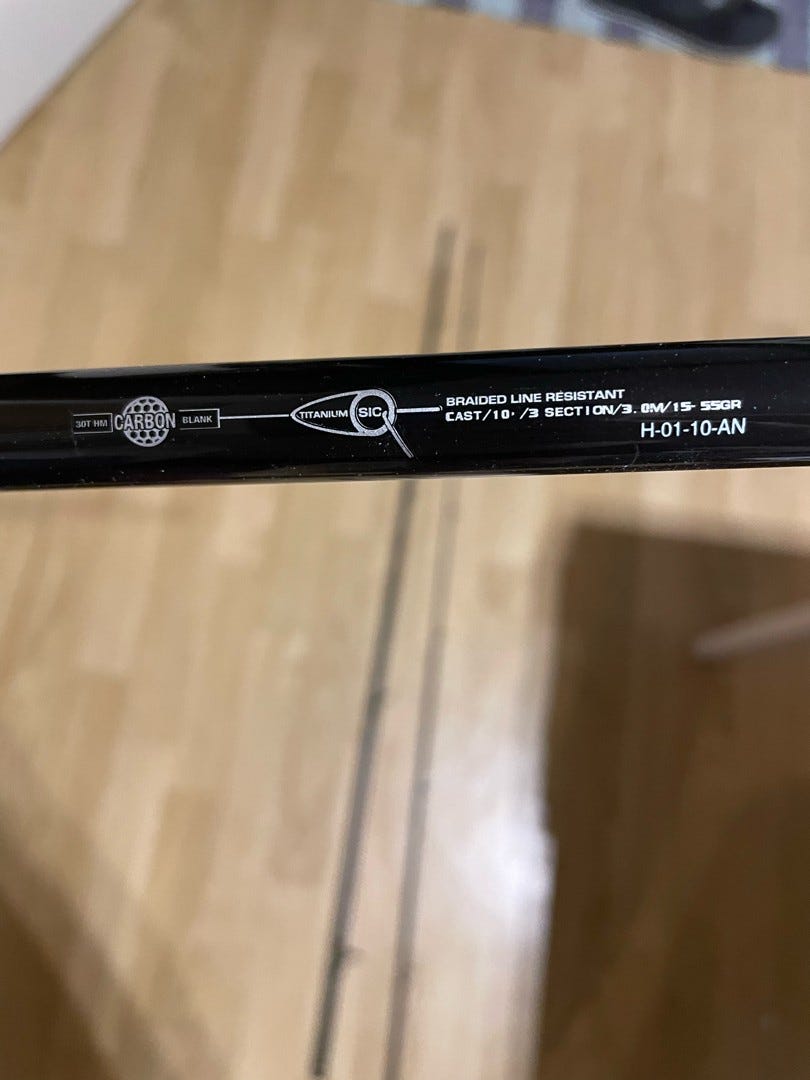 30T HM CARBON BLANK
TITANIUM SIC
BRAIDED LINE RESISTANT
CAST/10' /3 SECTION/3.0M/15-55GR
H-01-10-AN